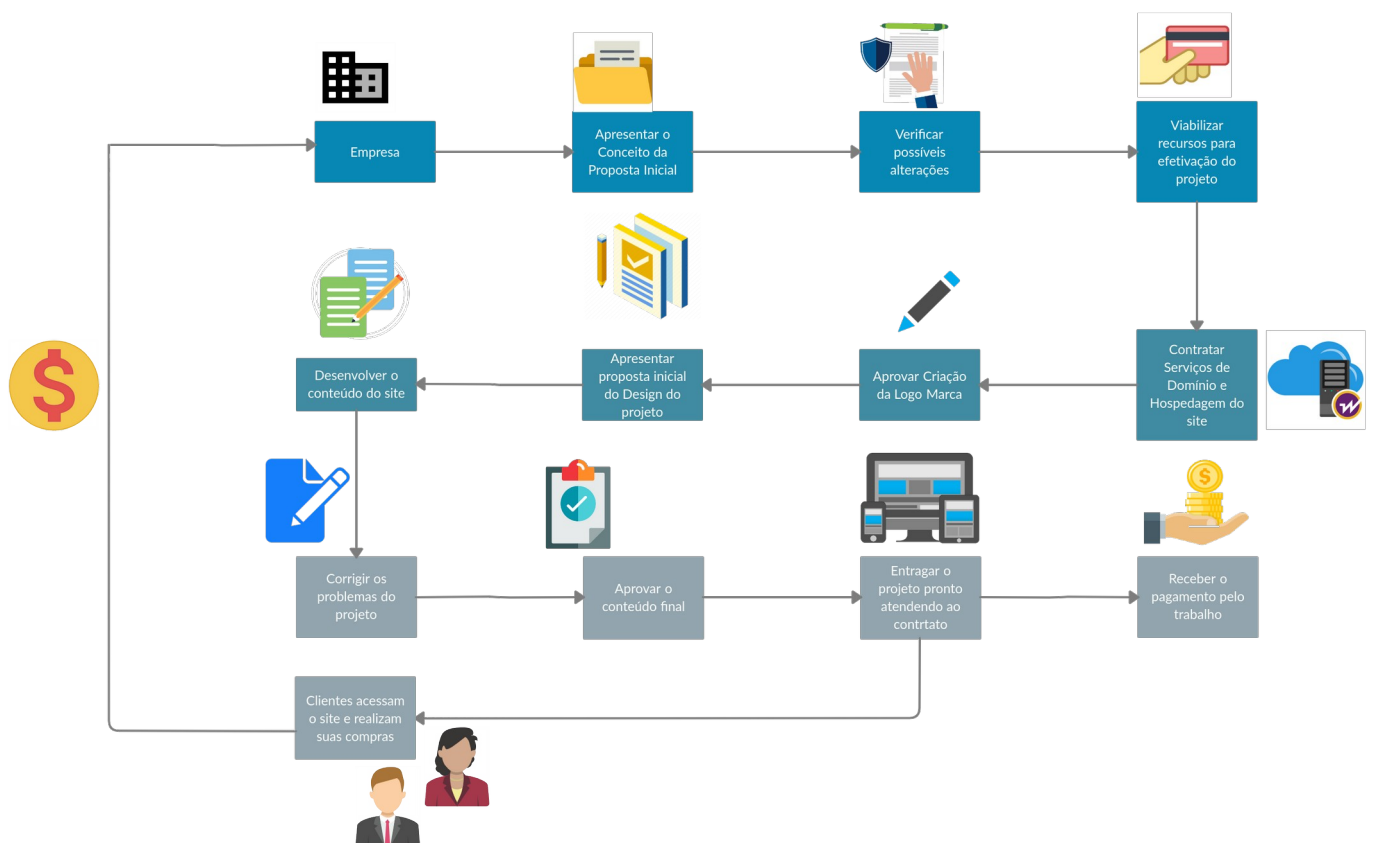 Empresa
Apresentar o
Conceito da
Proposta Inicial
Verificar
possíveis
alterações
Viabilizar
recursos para
efetivação do
projeto
Desenvolver o
conteúdo do site
Apresentar
proposta inicial
do Design do
projeto
Aprovar Criação
da Logo Marca
Contratar
Serviços de
Domínio e
Hospedagem do
site
$
Corrigir os
problemas do
projeto
Aprovar o
conteúdo final
Entragar o
projeto pronto
atendendo ao
contrtato
$
Receber o
pagamento pelo
trabalho
Clientes acessam
o site e realizam
suas compras